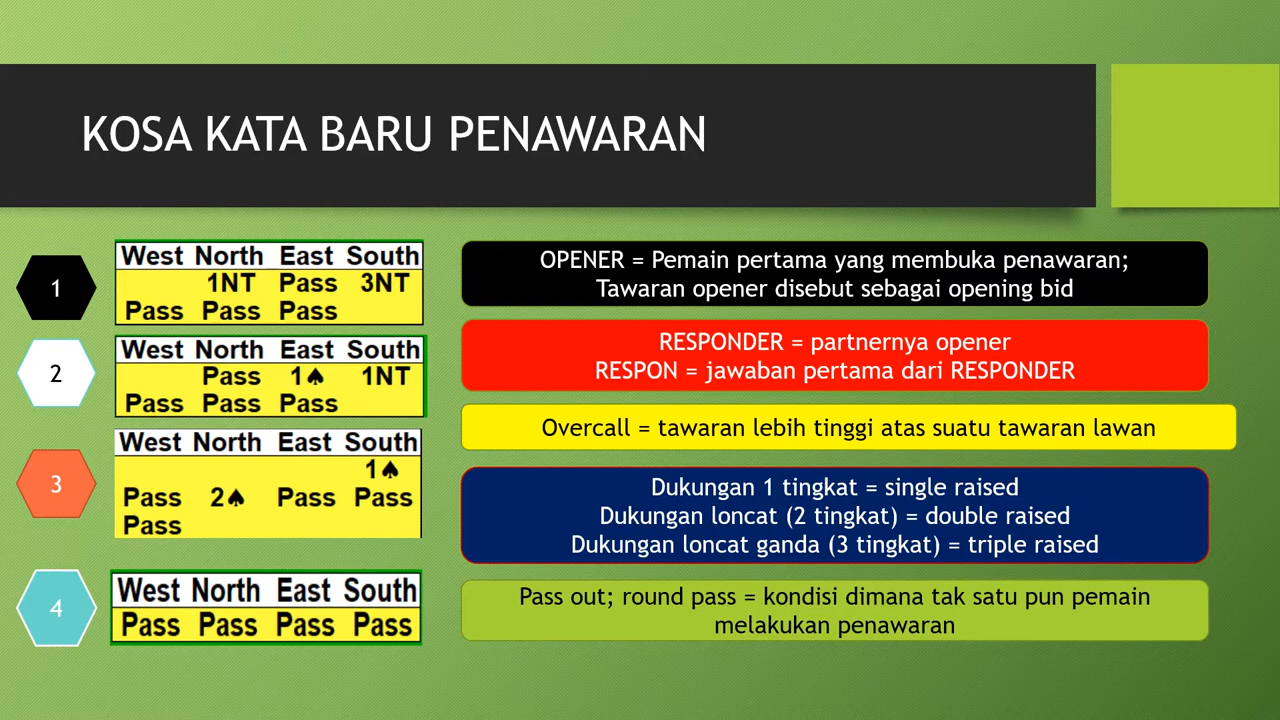 KOSA KATA BARU PENAWARAN
1
West North East South
1NT Pass 3NT
Pass Pass Pass
OPENER = Pemain pertama yang membuka penawaran;
Tawaran opener disebut sebagai opening bid
2
West North East South
Pass 1♠ 1NT
Pass Pass Pass
RESPONDER = partnernya opener
RESPON = jawaban pertama dari RESPONDER
Overcall = tawaran lebih tinggi atas suatu tawaran lawan
3
West North East South
1♠
Pass 2♠ Pass Pass
Pass
Dukungan 1 tingkat = single raised
Dukungan loncat (2 tingkat) = double raised
Dukungan loncat ganda (3 tingkat) = triple raised
4
West North East South
Pass Pass Pass Pass
Pass out; round pass = kondisi dimana tak satu pun pemain
melakukan penawaran